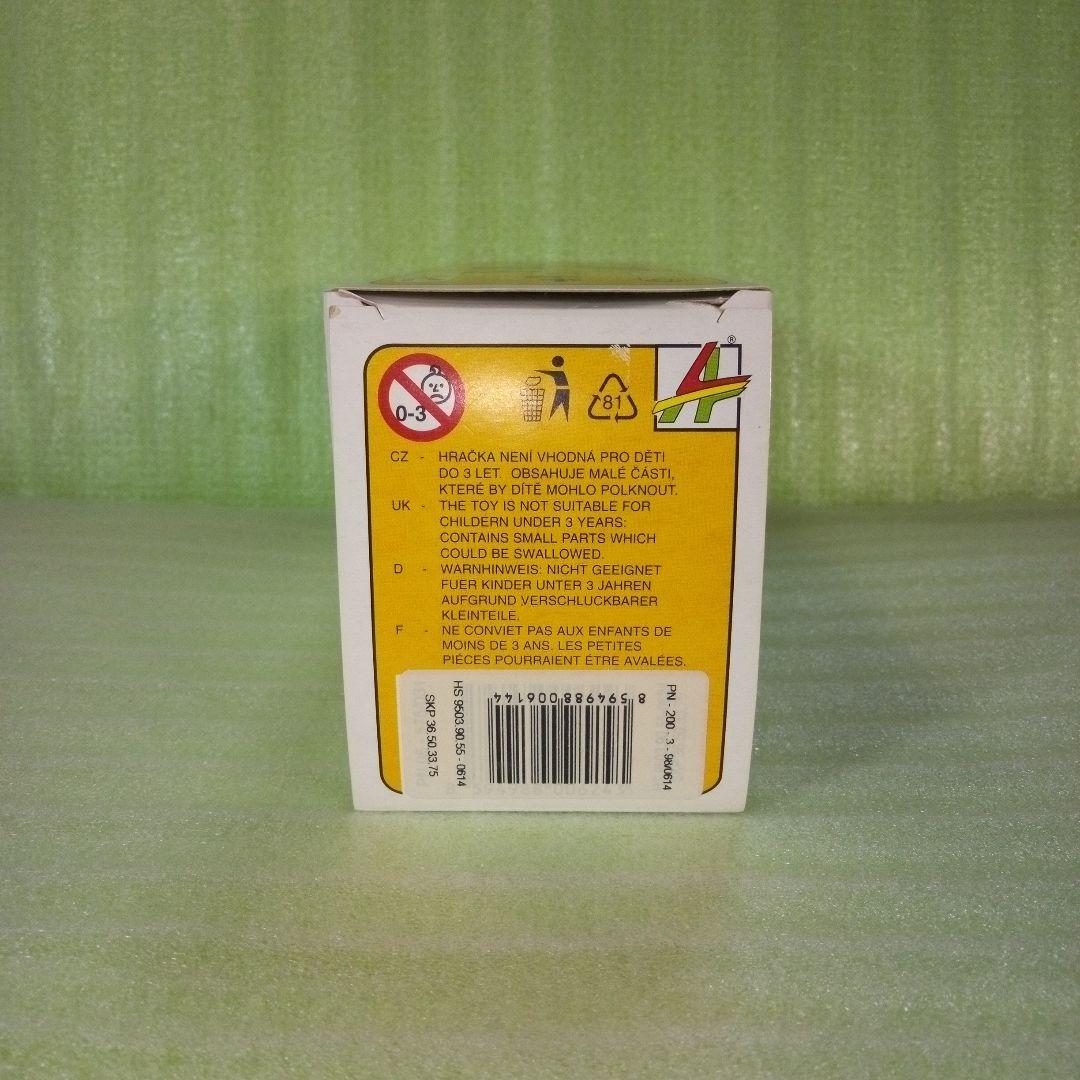 ®
0-3
81
CZ - HRAČKA NENÍ VHODNÁ PRO DĚTI
DO 3 LET. OBSAHUJE MALÉ ČÁSTI,
KTERÉ BY DÍTĚ MOHLO POLKNOUT.
UK - THE TOY IS NOT SUITABLE FOR
CHILDERN UNDER 3 YEARS:
CONTAINS SMALL PARTS WHICH
COULD BE SWALLOWED.
D - WARNHINWEIS: NICHT GEEIGNET
FUER KINDER UNTER 3 JAHREN
AUFGRUND VERSCHLUCKBARER
KLEINTEILE.
F - NE CONVIET PAS AUX ENFANTS DE
MOINS DE 3 ANS. LES PETITES
PIÉCES POURRAIENT ÉTRE AVALÉES.
PN - 200 - 3 - 98/0614
8 594988 006144
HS 9503.90.55 - 0614
SKP 36.50.33.75